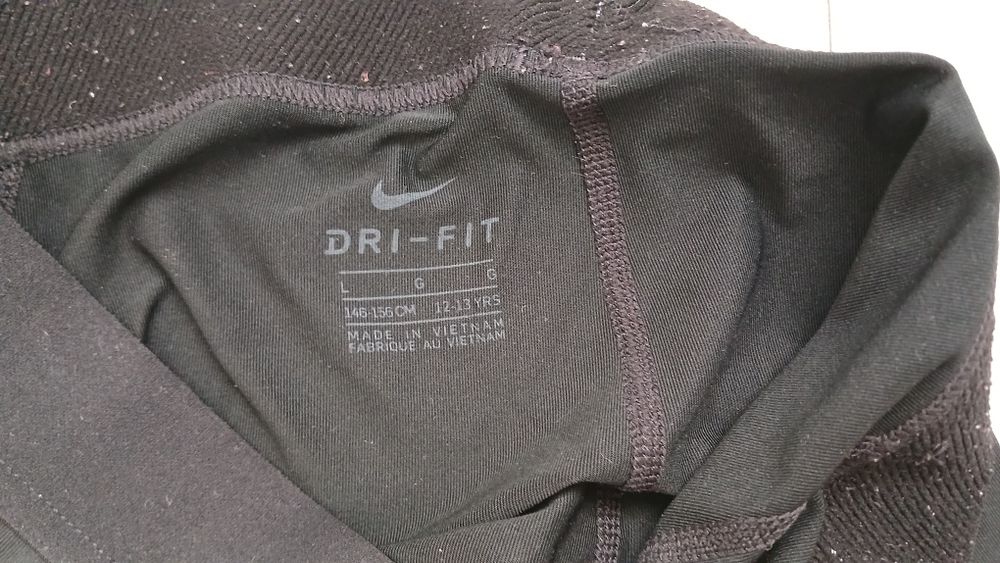 DRI-FIT
L G G
146-156 CM 12-13 YRS
MADE IN VIETNAM
FABRIQUE AU VIETNAM